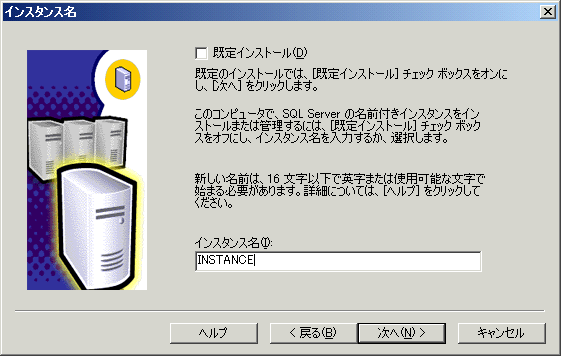 インスタンス名
既定インストール(D)
既定のインストールでは、[既定インストール] チェック ボックスをオンに
し、[次へ] をクリックします。
このコンピュータで、SQL Server の名前付きインスタンスをイン
ストールまたは管理するには、[既定インストール] チェック ボック
スをオフにし、インスタンス名を入力するか、選択します。
新しい名前は、16 文字以下で英字または使用可能な文字で
始まる必要があります。詳細については、[ヘルプ] をクリックして
ください。
インスタンス名(I):
INSTANCE
ヘルプ
< 戻る(B)
次へ(N) >
キャンセル